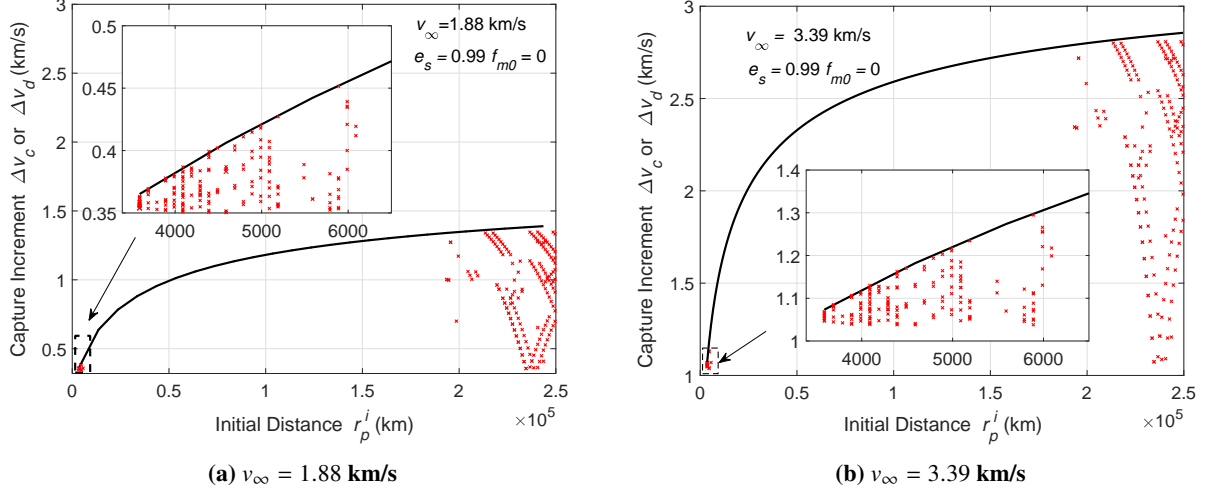 Capture Increment Δv_c or Δv_d (km/s)
3
2.5
2
1.5
1
0.5
0.5
0.45
0.4
0.35
4000 5000 6000
v_∞=1.88 km/s
e_s = 0.99 f_m0 = 0
0 0.5 1 1.5 2 2.5
×10^5
Initial Distance r_p^i (km)
(a) v_∞ = 1.88 km/s
Capture Increment Δv_c or Δv_d (km/s)
3
2.5
2
1.5
1
v_∞ = 3.39 km/s
e_s = 0.99 f_m0 = 0
1.4
1.3
1.2
1.1
1
4000 5000 6000
0 0.5 1 1.5 2 2.5
×10^5
Initial Distance r_p^i (km)
(b) v_∞ = 3.39 km/s